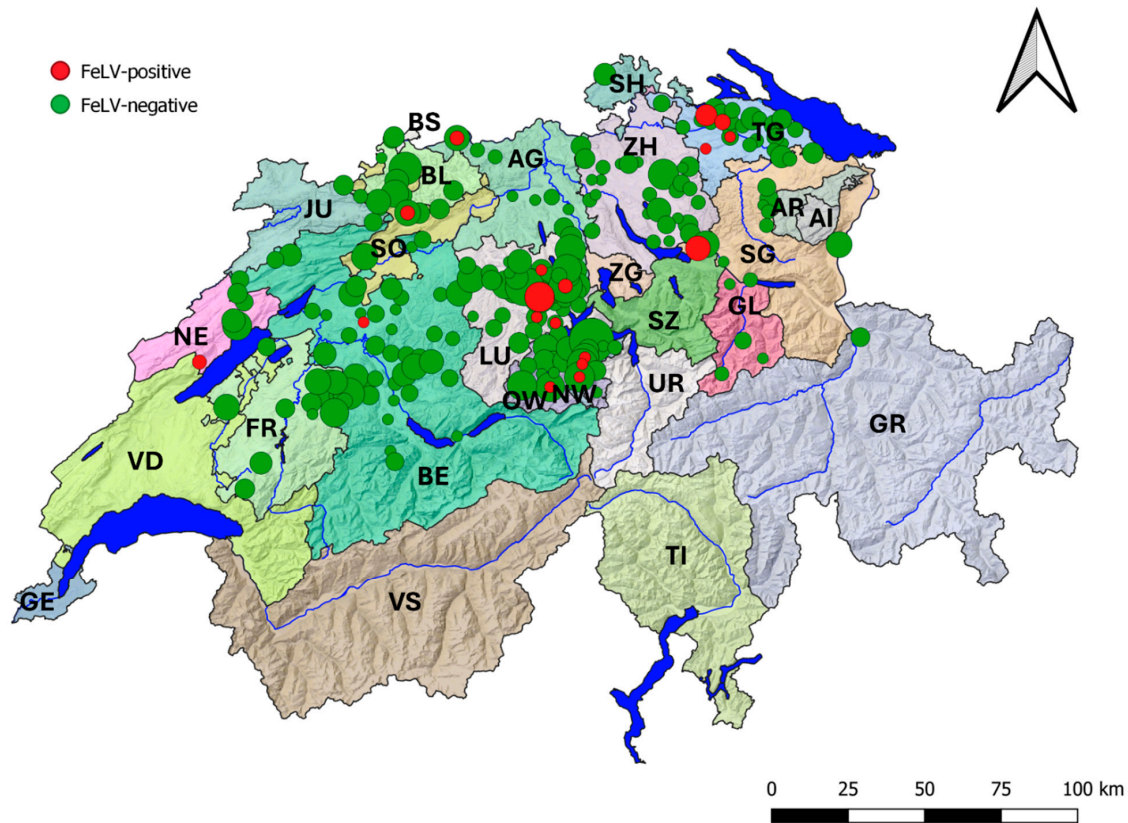 FeLV-positive
FeLV-negative
SH
BS
TG
ZH
AG
BL
JU
AR
AI
SO
SG
ZG
GL
SZ
NE
LU
UR
OW
NW
GR
FR
VD
BE
TI
VS
GE
0 25 50 75 100 km